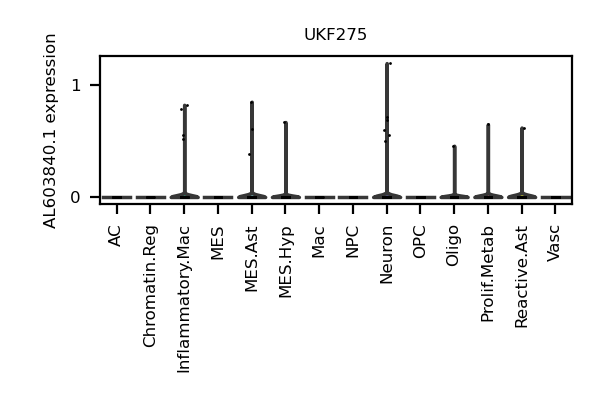 UKF275
AL603840.1 expression
1
0
AC
Chromatin.Reg
Inflammatory.Mac
MES
MES.Ast
MES.Hyp
Mac
NPC
Neuron
OPC
Oligo
Prolif.Metab
Reactive.Ast
Vasc